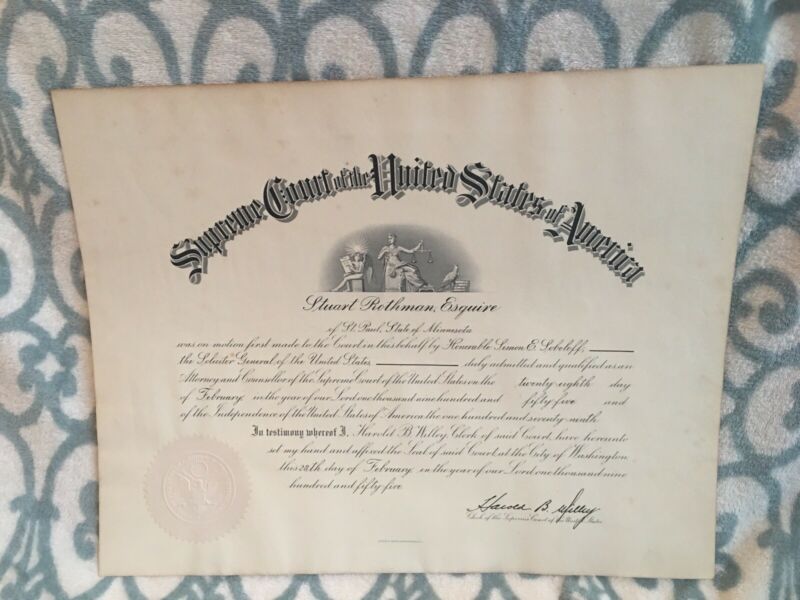 Supreme Court of the United States of America
Stuart Rothman, Esquire
of St. Paul, State of Minnesota
was on motion first made to the Court in this behalf by Honorable Simon E. Sobeloff,
the Solicitor General of the United States, duly admitted and qualified as an
Attorney and Counsellor of the Supreme Court of the United States on the twenty-eighth day
of February in the year of our Lord one thousand nine hundred and fifty-five and
of the Independence of the United States of America the one hundred and seventy-ninth.
In testimony whereof I, Harold B. Willey, Clerk of said Court, have hereunto
set my hand and affixed the Seal of said Court at the City of Washington
this 28th day of February in the year of our Lord one thousand nine
hundred and fifty five
Harold B. Willey
Clerk of the Supreme Court of the United States